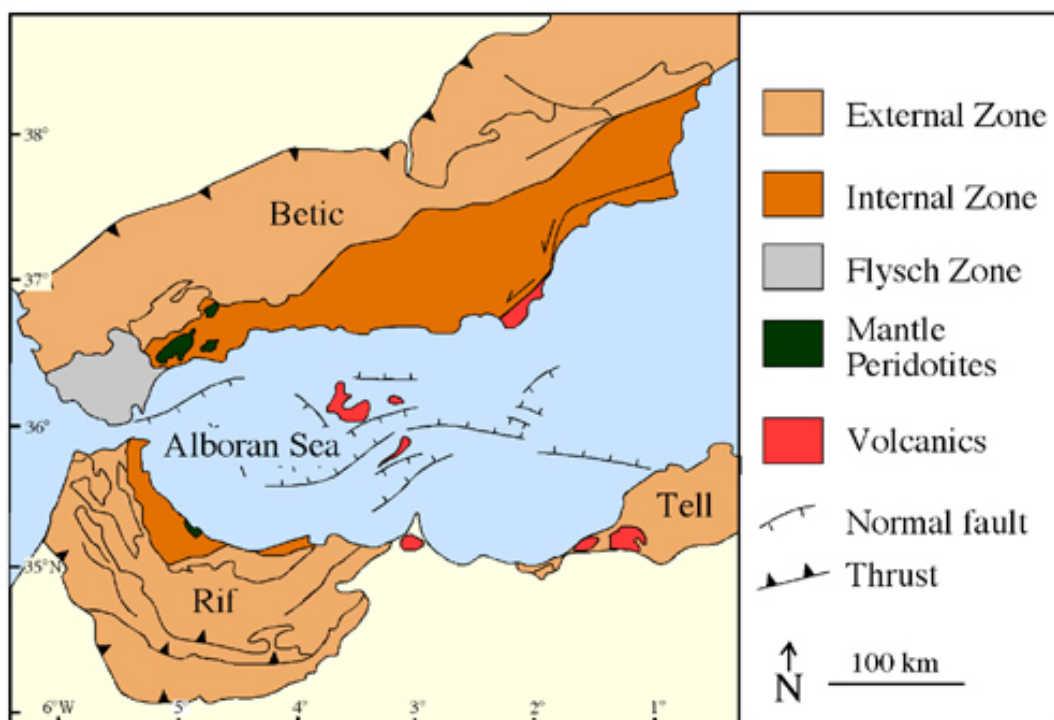 38°
37°
36°
35°N
6°W
5°
4°
3°
2°
1°
Betic
Alboran Sea
Rif
Tell
External Zone
Internal Zone
Flysch Zone
Mantle
Peridotites
Volcanics
Normal fault
Thrust
N
100 km